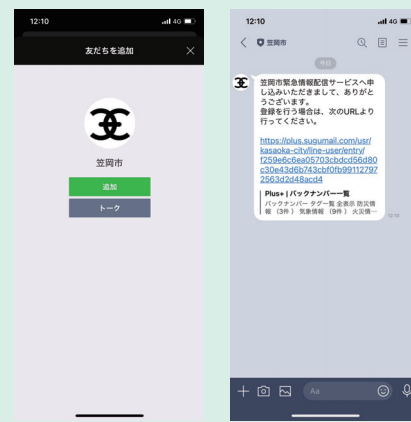 12:10
4G
友だちを追加
笠岡市
追加
トーク
12:10
4G
笠岡市
今日
笠岡市緊急情報配信サービスへ申
し込みいただきまして、ありがと
うございます。
登録を行う場合は、次のURLより
行ってください。
https://plus.sugumail.com/usr/
kasaoka-city/line-user/entry/
f259e6c6ea05703cbdcd56d80
c30e43d6b743cbf0fb99112797
2563d2d48acd4
Plus+ | バックナンバー一覧
バックナンバー タグ一覧 全表示 防災情
報 （3件） 気象情報 （9件） 火災情…
12:10
Aa